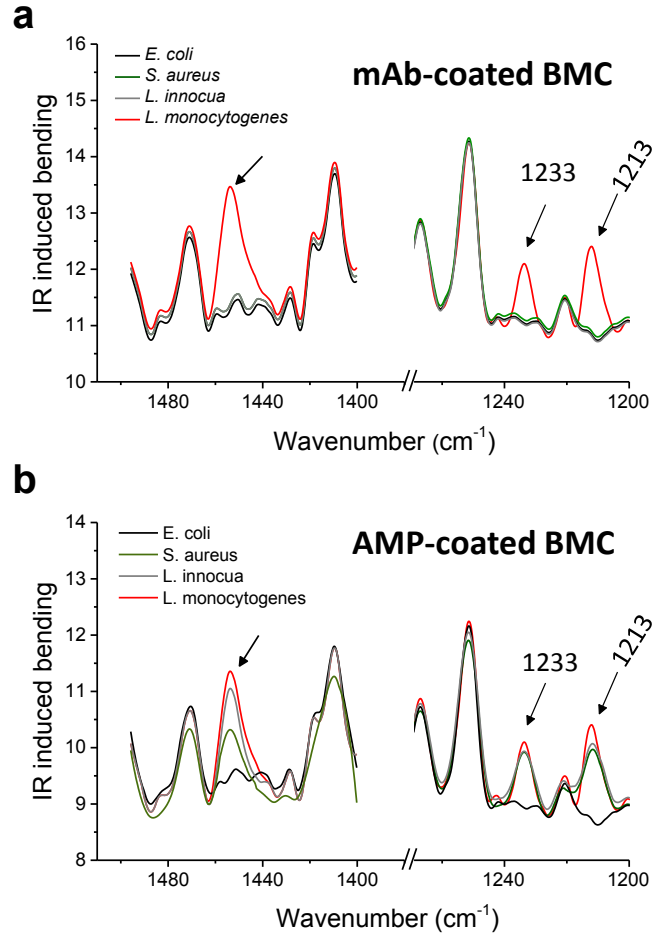 a
E. coli
S. aureus
L. innocua
L. monocytogenes
mAb-coated BMC
1233
1213
IR induced bending
16
15
14
13
12
11
10
1480
1440
1400
1240
1200
Wavenumber (cm⁻¹)
b
E. coli
S. aureus
L. innocua
L. monocytogenes
AMP-coated BMC
1233
1213
IR induced bending
14
13
12
11
10
9
8
1480
1440
1400
1240
1200
Wavenumber (cm⁻¹)